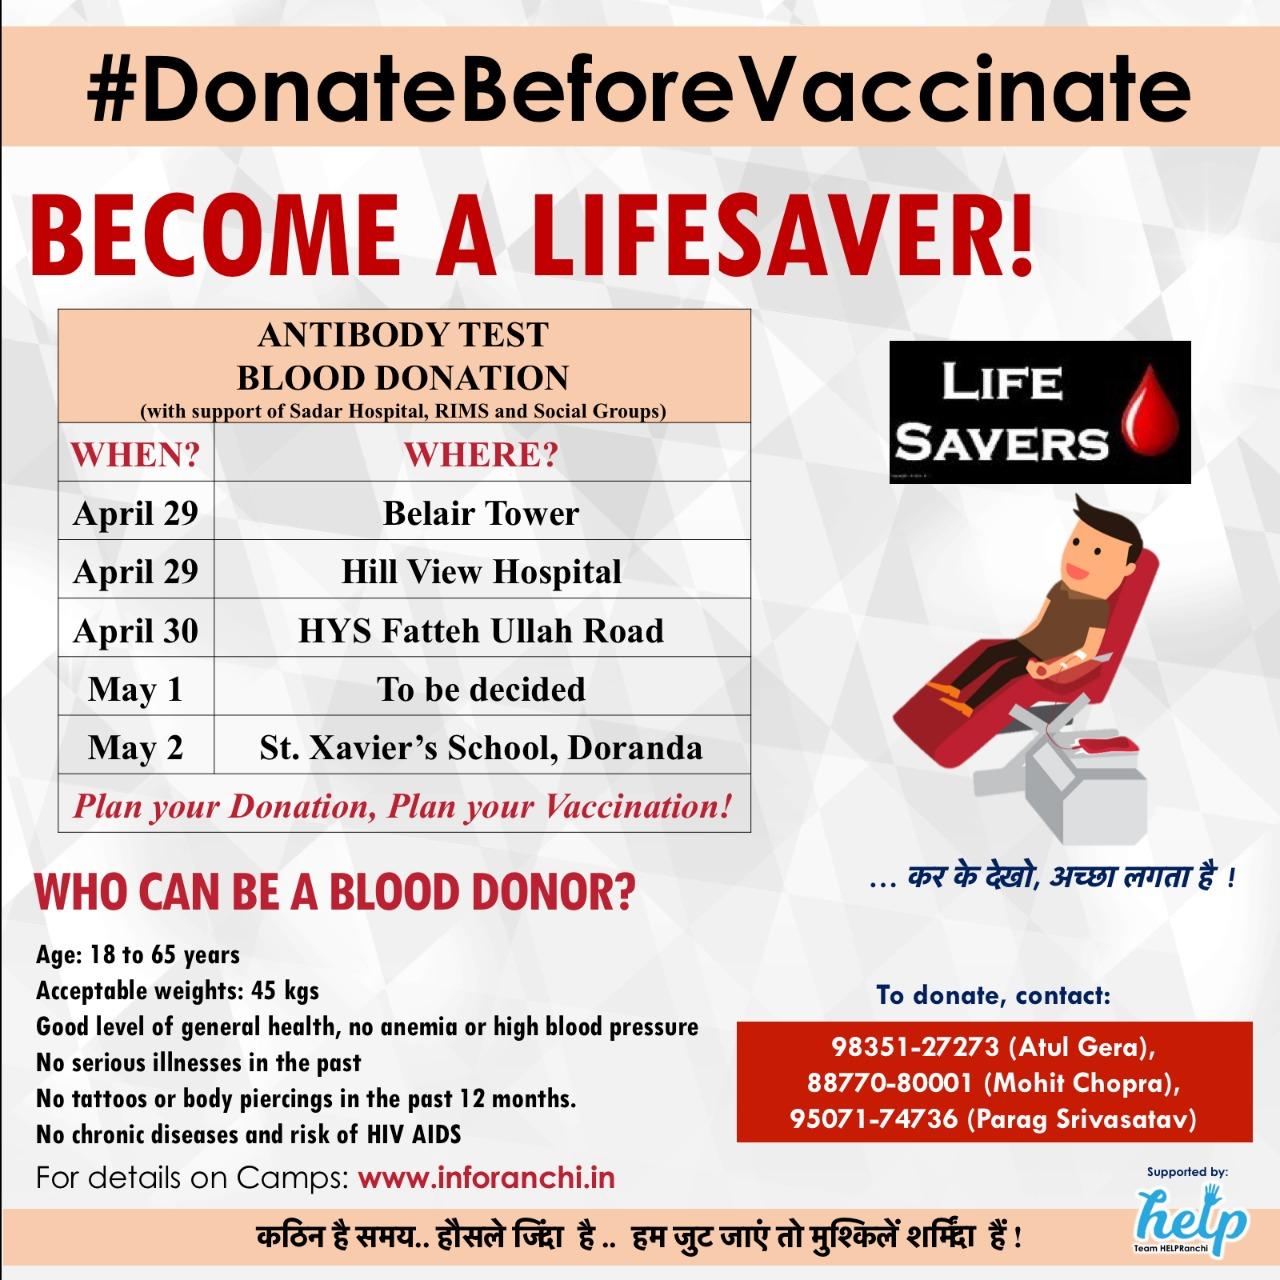 #DonateBeforeVaccinate
BECOME A LIFESAVER!
ANTIBODY TEST
BLOOD DONATION
(with support of Sadar Hospital, RIMS and Social Groups)
WHEN? WHERE?
April 29 Belair Tower
April 29 Hill View Hospital
April 30 HYS Fatteh Ullah Road
May 1 To be decided
May 2 St. Xavier’s School, Doranda
Plan your Donation, Plan your Vaccination!
LIFE
SAVERS
... कर के देखो, अच्छा लगता है !
WHO CAN BE A BLOOD DONOR?
Age: 18 to 65 years
Acceptable weights: 45 kgs
Good level of general health, no anemia or high blood pressure
No serious illnesses in the past
No tattoos or body piercings in the past 12 months.
No chronic diseases and risk of HIV AIDS
For details on Camps: www.inforanchi.in
To donate, contact:
98351-27273 (Atul Gera),
88770-80001 (Mohit Chopra),
95071-74736 (Parag Srivasatav)
Supported by:
help
Team HELPRanchi
कठिन है समय.. हौसले जिंदा है .. हम जुट जाएं तो मुश्किलें शर्मिंदा हैं !